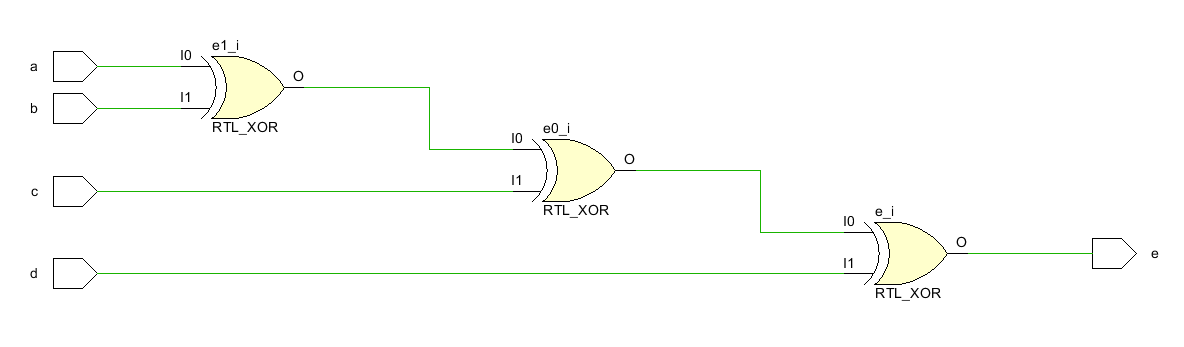 e1_i
I0
a
O
I1
b
RTL_XOR
e0_i
I0
O
I1
c
RTL_XOR
e_i
I0
O
e
I1
d
RTL_XOR